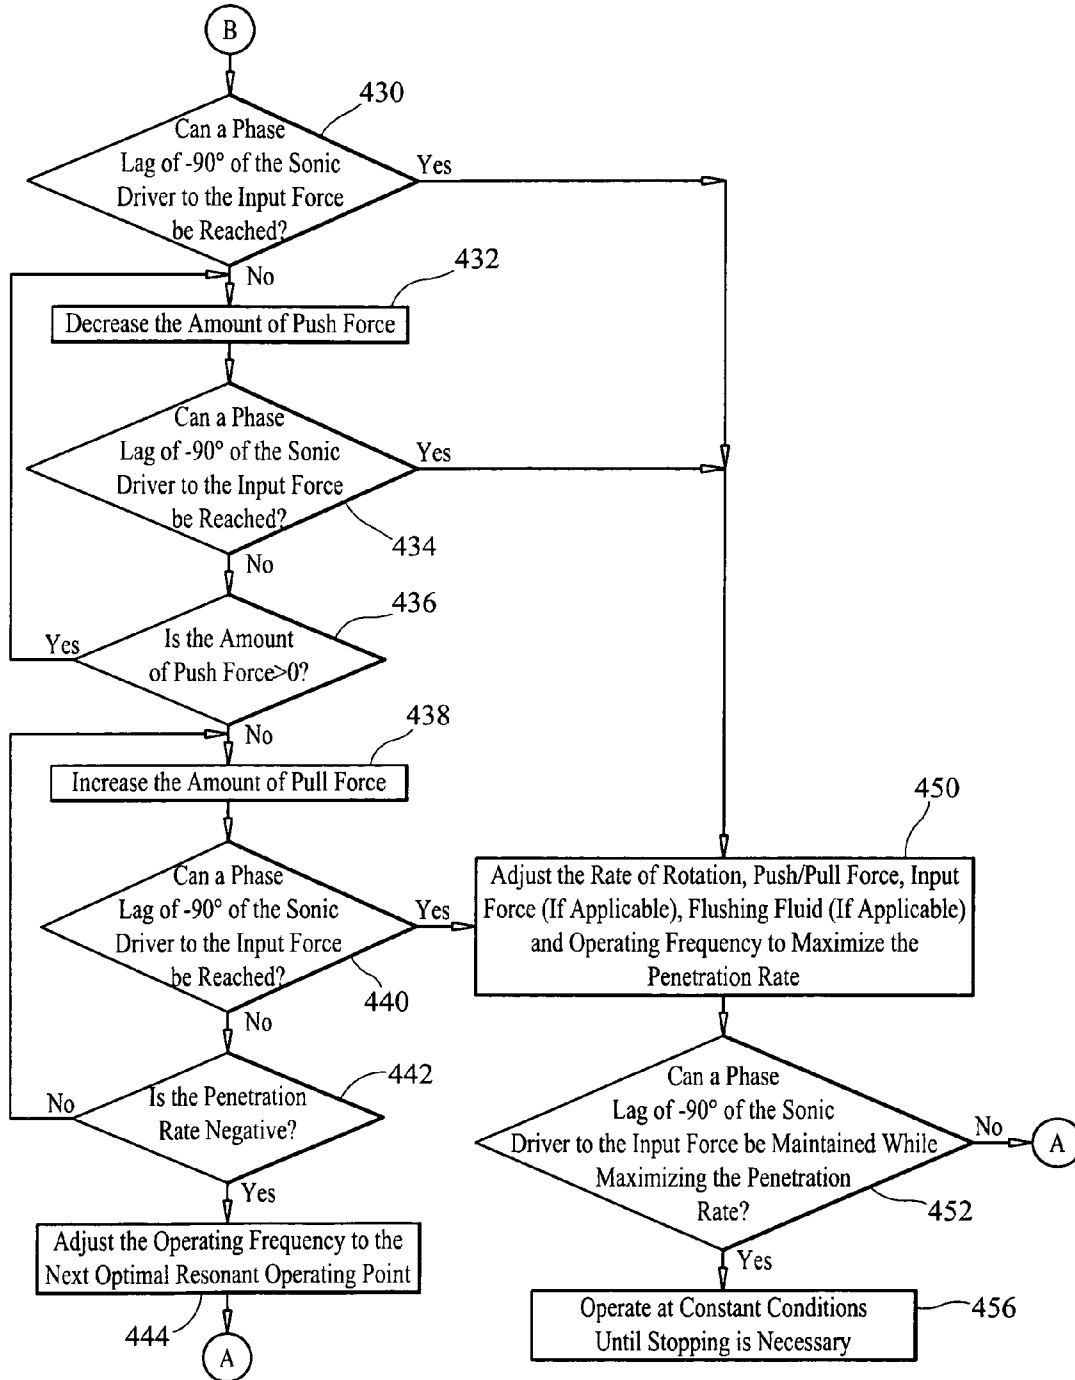 B
430
Can a Phase
Lag of -90° of the Sonic
Driver to the Input Force
be Reached?
Yes
No
432
Decrease the Amount of Push Force
Can a Phase
Lag of -90° of the Sonic
Driver to the Input Force
be Reached?
Yes
434
No
436
Is the Amount
of Push Force>0?
Yes
No
438
Increase the Amount of Pull Force
Can a Phase
Lag of -90° of the Sonic
Driver to the Input Force
be Reached?
Yes
440
No
442
Is the Penetration
Rate Negative?
No
Yes
Adjust the Operating Frequency to the
Next Optimal Resonant Operating Point
444
A
450
Adjust the Rate of Rotation, Push/Pull Force, Input
Force (If Applicable), Flushing Fluid (If Applicable)
and Operating Frequency to Maximize the
Penetration Rate
Can a Phase
Lag of -90° of the Sonic
Driver to the Input Force be Maintained While
Maximizing the Penetration
Rate?
No
A
452
Yes
Operate at Constant Conditions
Until Stopping is Necessary
456